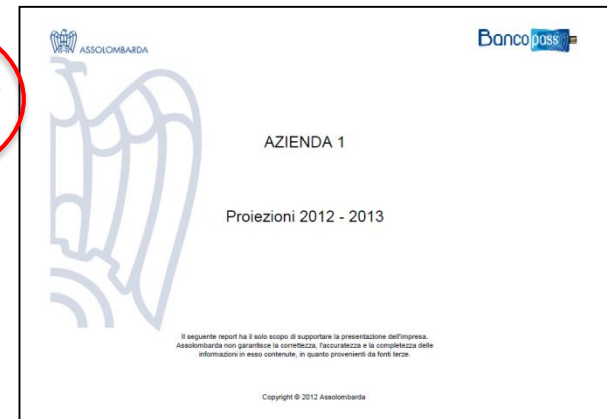 ASSOLOMBARDA
Bancopass
AZIENDA 1
Proiezioni 2012 - 2013
Il seguente report ha il solo scopo di supportare la presentazione dell'impresa.
Assolombarda non garantisce la correttezza, l'accuratezza e la completezza delle
informazioni in esso contenute, in quanto provenienti da fonti terze.
Copyright © 2012 Assolombarda